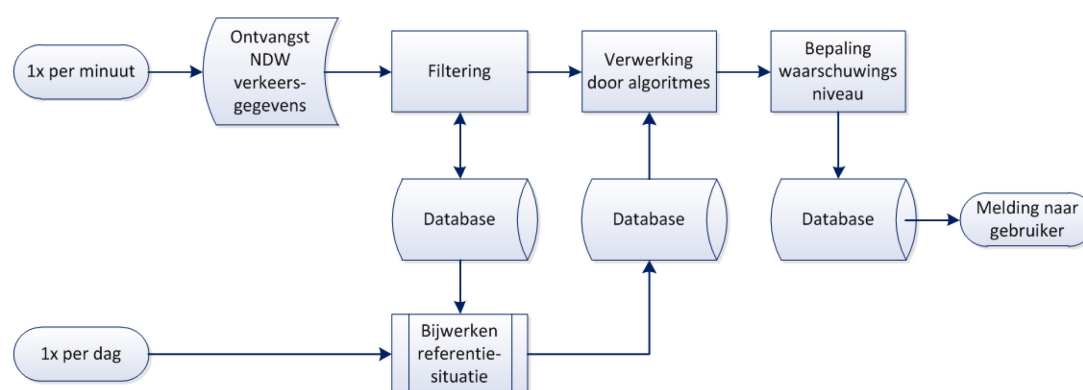 1x per minuut
Ontvangst
NDW
verkeers-
gegevens
Filtering
Verwerking
door algoritmes
Bepaling
waarschuwings
niveau
Database
Database
Database
Melding naar
gebruiker
1x per dag
Bijwerken
referentie-
situatie